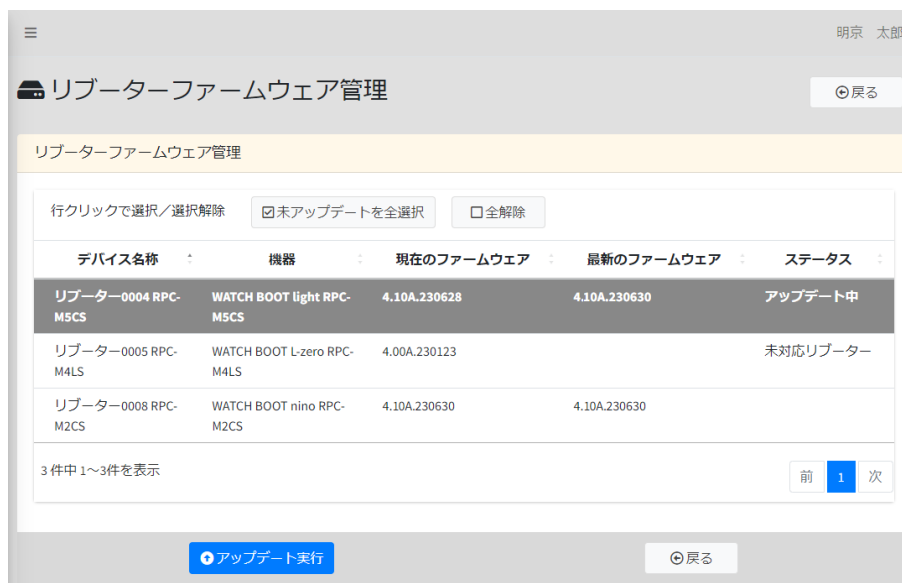 明京 太郎
リブーターファームウェア管理
戻る
リブーターファームウェア管理
行クリックで選択／選択解除 未アップデートを全選択 全解除
デバイス名称 機器 現在のファームウェア 最新のファームウェア ステータス
リブーター0004 RPC-M5CS WATCH BOOT light RPC-M5CS 4.10A.230628 4.10A.230630 アップデート中
リブーター0005 RPC-M4LS WATCH BOOT L-zero RPC-M4LS 4.00A.230123 未対応リブーター
リブーター0008 RPC-M2CS WATCH BOOT nino RPC-M2CS 4.10A.230630 4.10A.230630
3 件中 1～3件を表示
前 1 次
アップデート実行 戻る